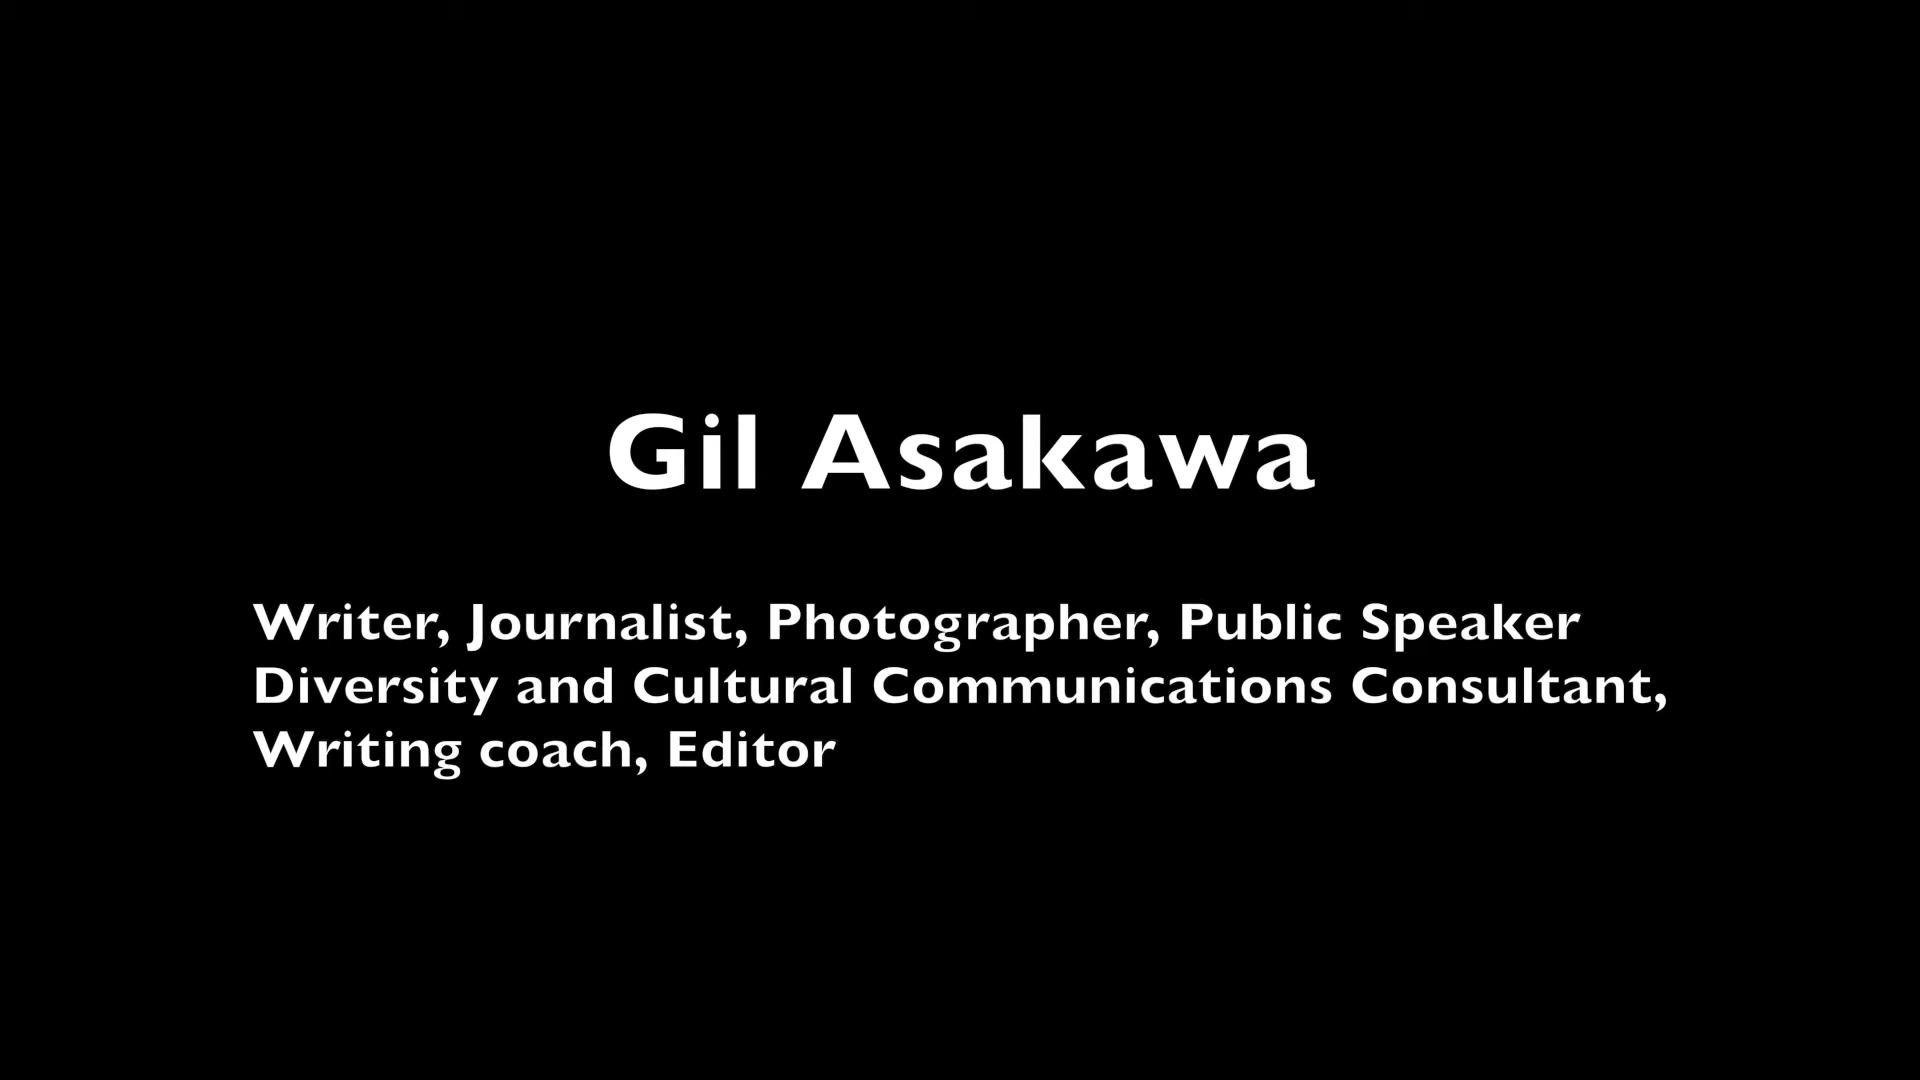 Gil Asakawa
Writer, Journalist, Photographer, Public Speaker
Diversity and Cultural Communications Consultant,
Writing coach, Editor